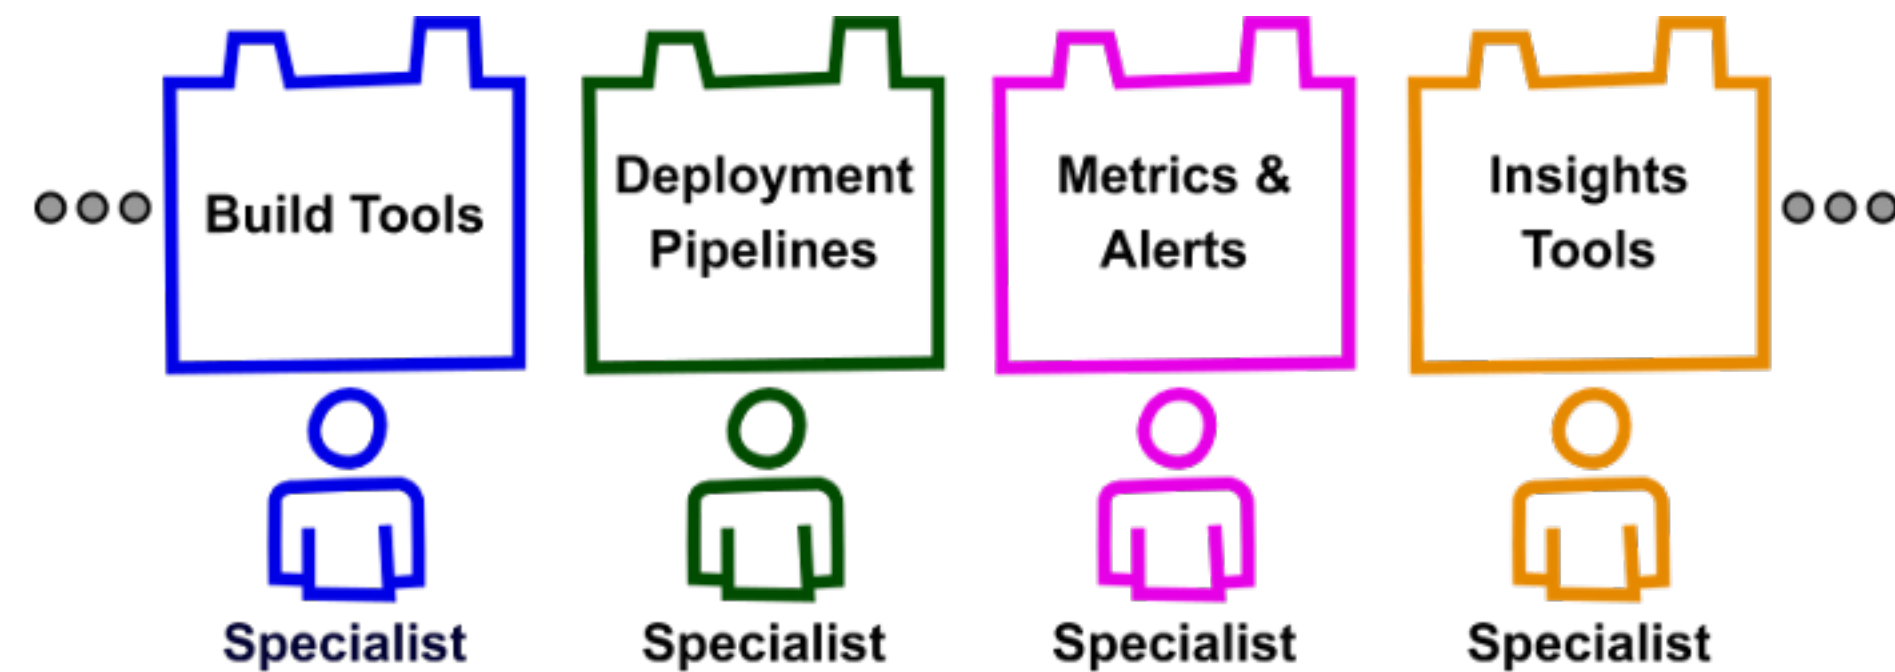 Build Tools
Deployment
Pipelines
Metrics &
Alerts
Insights
Tools
Specialist
Specialist
Specialist
Specialist